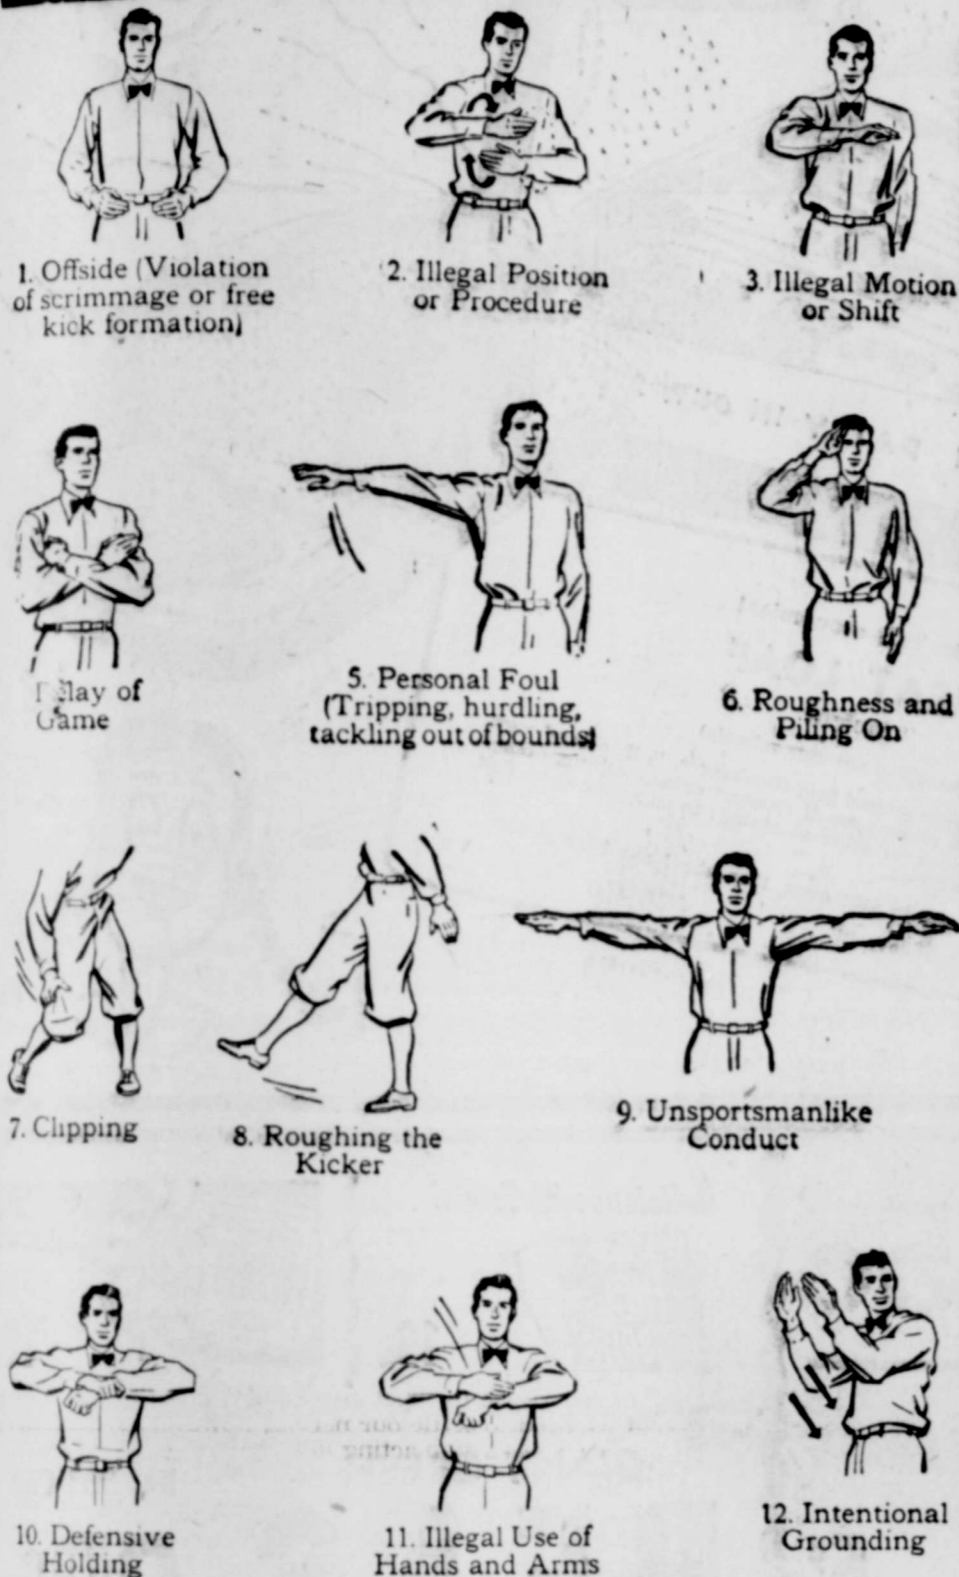 1. Offside (Violation
of scrimmage or free
kick formation)
2. Illegal Position
or Procedure
3. Illegal Motion
or Shift
Delay of
Game
5. Personal Foul
(Tripping, hurdling,
tackling out of bounds)
6. Roughness and
Piling On
7. Clipping
8. Roughing the
Kicker
9. Unsportsmanlike
Conduct
10. Defensive
Holding
11. Illegal Use of
Hands and Arms
12. Intentional
Grounding